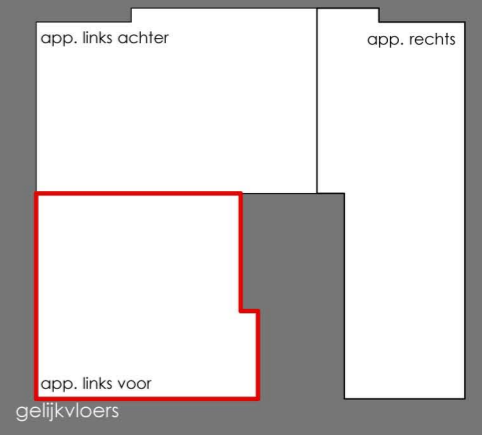 app. links achter
app. rechts
app. links voor
gelijkvloers